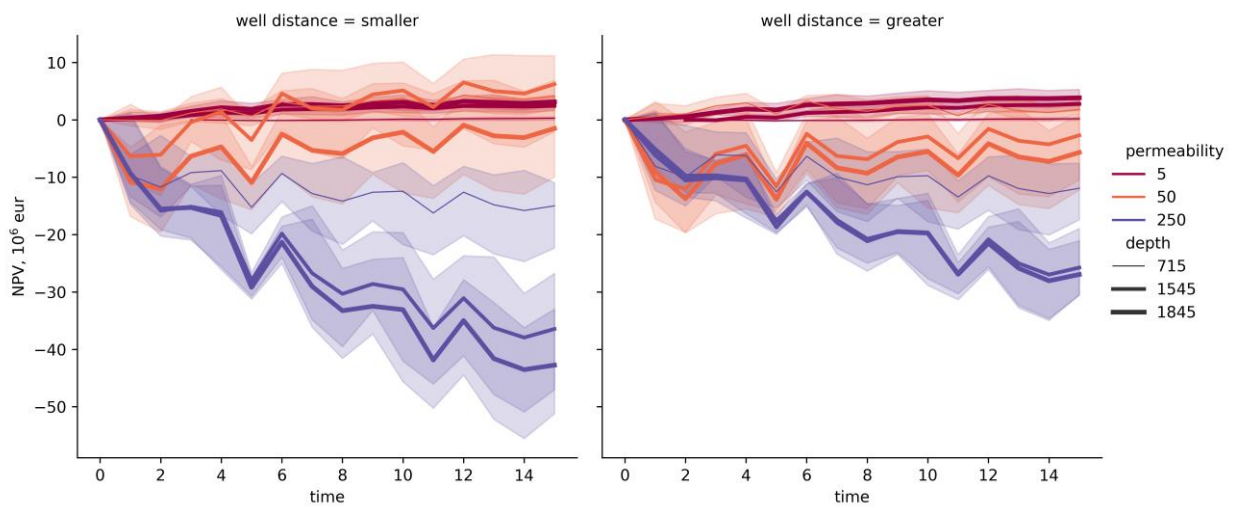 well distance = smaller
well distance = greater
NPV, 10⁶ eur
10
0
−10
−20
−30
−40
−50
0 2 4 6 8 10 12 14
time
0 2 4 6 8 10 12 14
time
permeability
5
50
250
depth
715
1545
1845